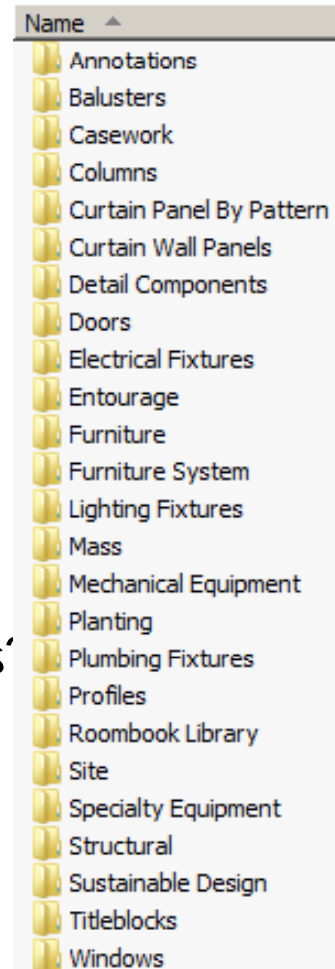 Name
Annotations
Balusters
Casework
Columns
Curtain Panel By Pattern
Curtain Wall Panels
Detail Components
Doors
Electrical Fixtures
Entourage
Furniture
Furniture System
Lighting Fixtures
Mass
Mechanical Equipment
Planting
Plumbing Fixtures
Profiles
Roombook Library
Site
Specialty Equipment
Structural
Sustainable Design
Titleblocks
Windows